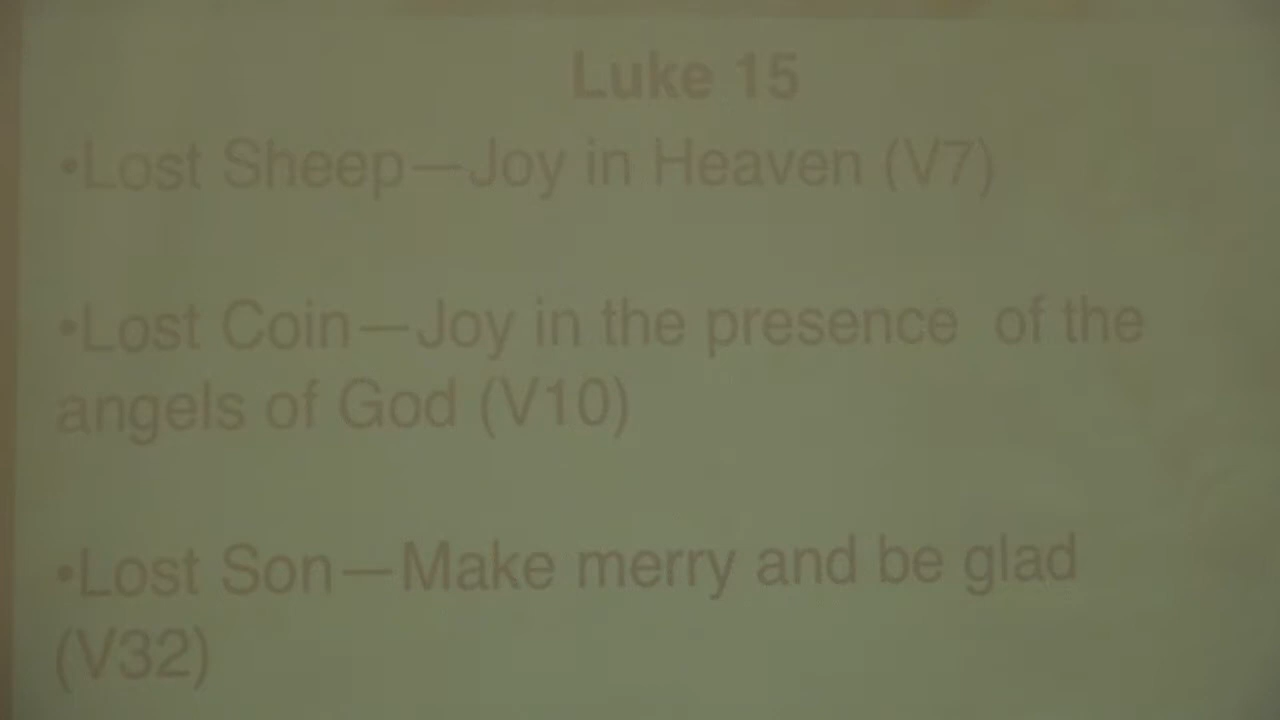 Luke 15
•Lost Sheep—Joy in Heaven (V7)
•Lost Coin—Joy in the presence  of the
angels of God (V10)
•Lost Son—Make merry and be glad
(V32)